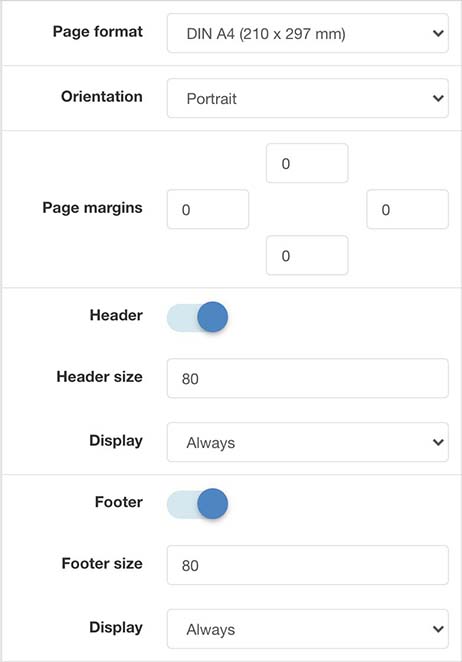 Page format DIN A4 (210 x 297 mm)
Orientation Portrait
0
Page margins 0 0
0
Header
Header size 80
Display Always
Footer
Footer size 80
Display Always